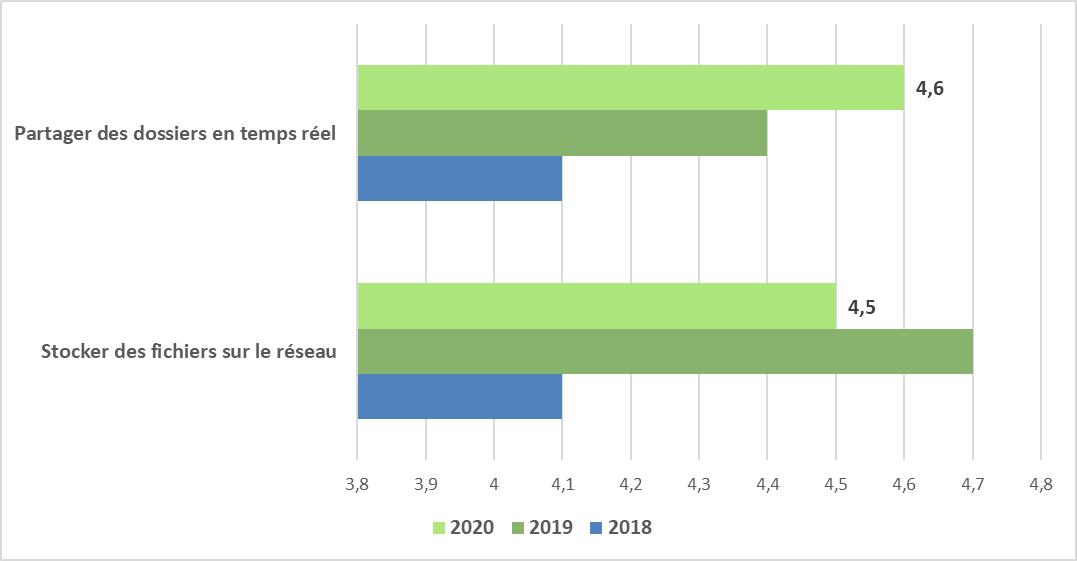 4,6
Partager des dossiers en temps réel
4,5
Stocker des fichiers sur le réseau
3,8 3,9 4 4,1 4,2 4,3 4,4 4,5 4,6 4,7 4,8
2020 2019 2018